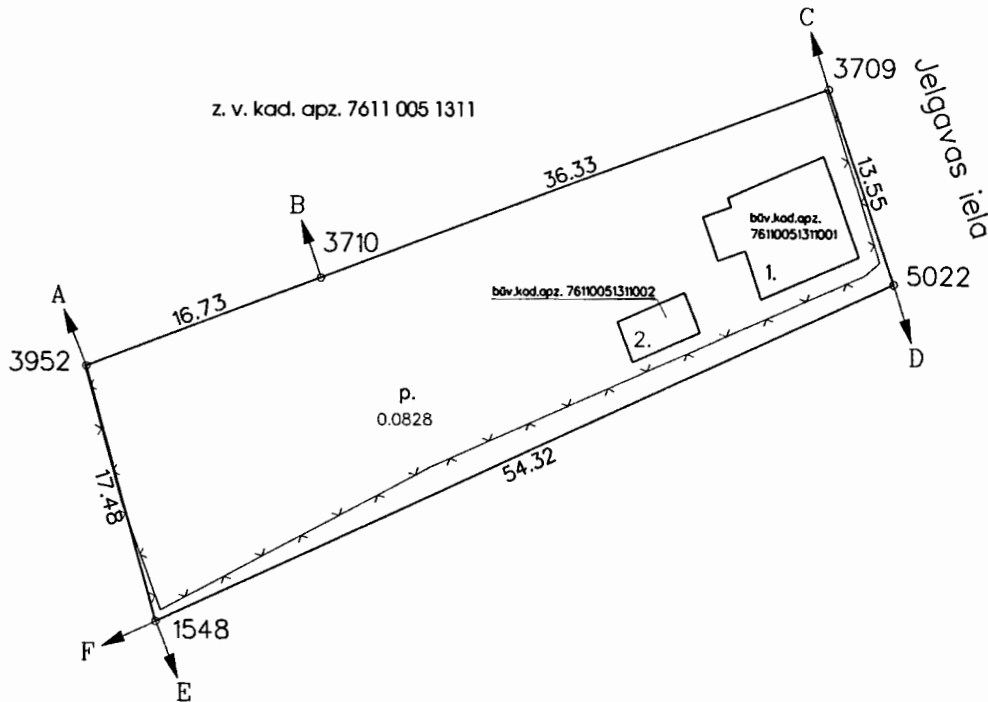 C
3709
Jelgavas iela
z. v. kad. apz. 7611 005 1311
36.33
13.55
B
3710
būv.kad.apz.
76110051311001
1.
A
16.73
būv.kad.apz. 76110051311002
5022
2.
D
3952
p.
0.0828
17.48
54.32
1548
F
E